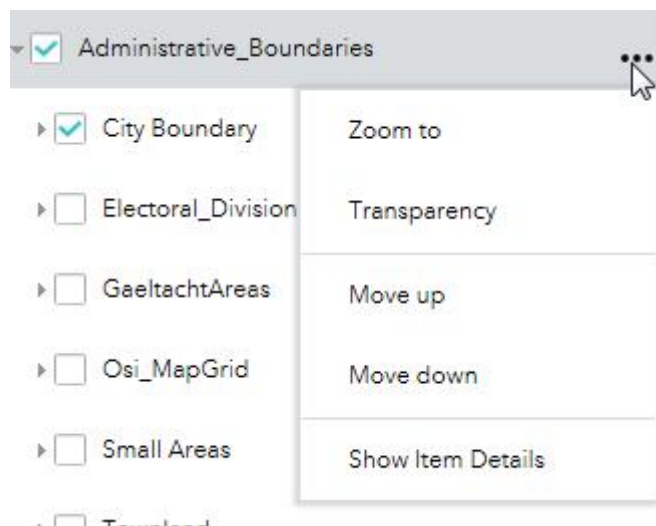 Administrative_Boundaries
City Boundary
Electoral_Division
GaeltachtAreas
Osi_MapGrid
Small Areas
Zoom to
Transparency
Move up
Move down
Show Item Details